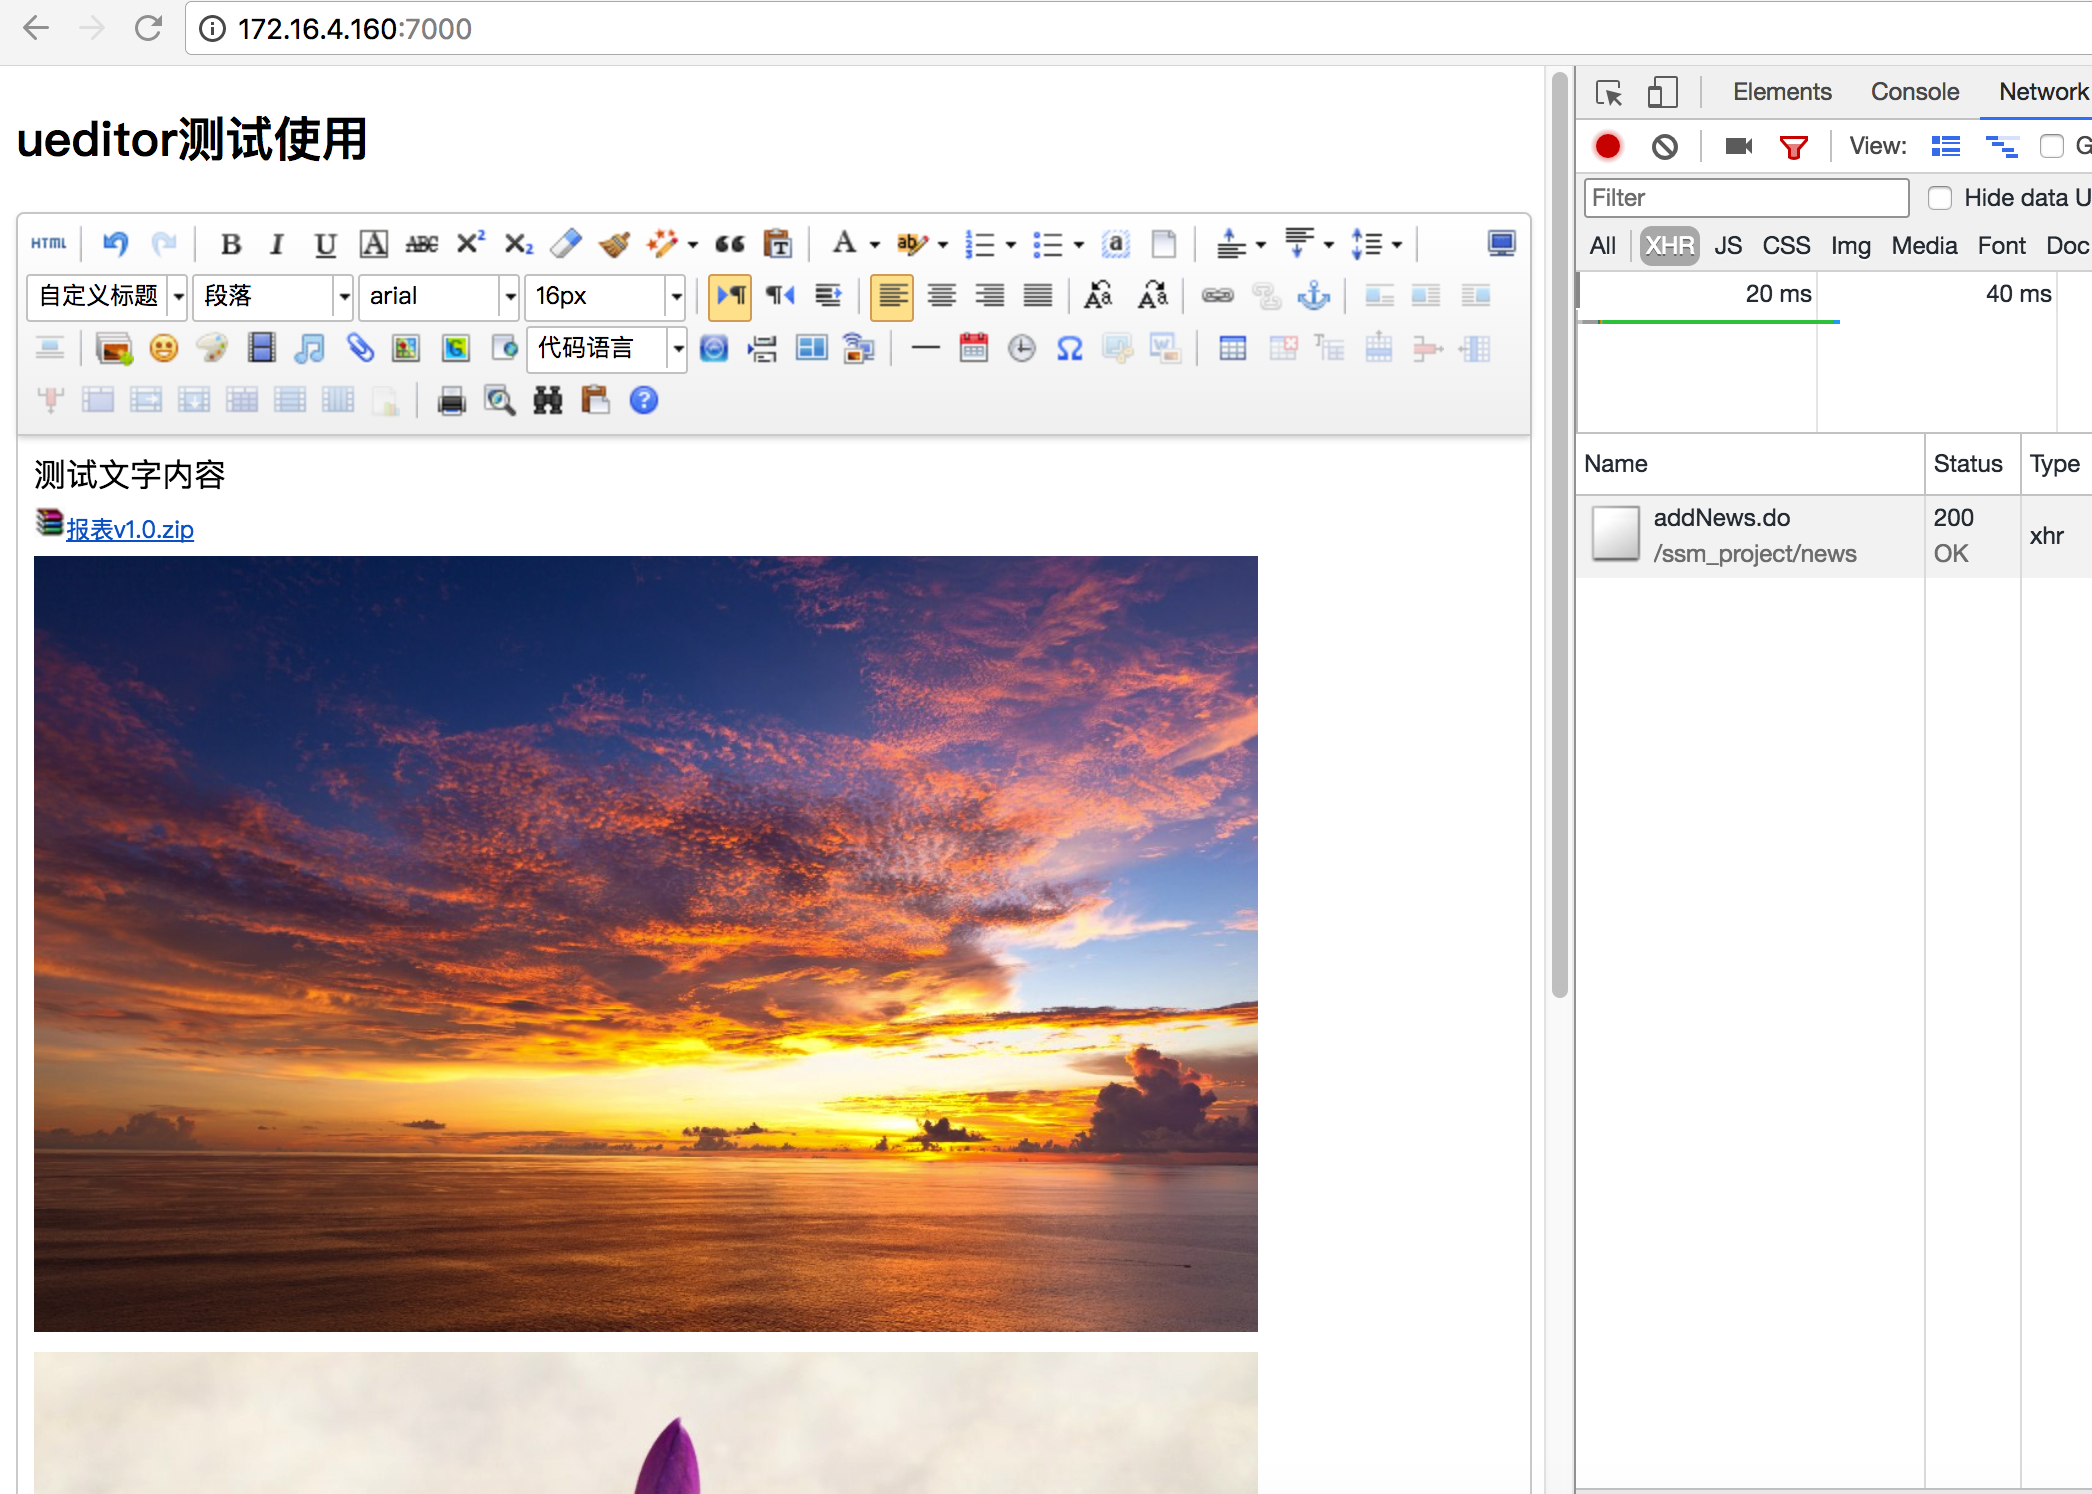 172.16.4.160:7000
ueditor测试使用
HTML
自定义标题 段落 arial 16px
代码语言
测试文字内容
报表v1.0.zip
Elements Console Network
View:
Filter Hide data U
All XHR JS CSS Img Media Font Doc
20 ms 40 ms
Name Status Type
addNews.do 200 xhr
/ssm_project/news OK